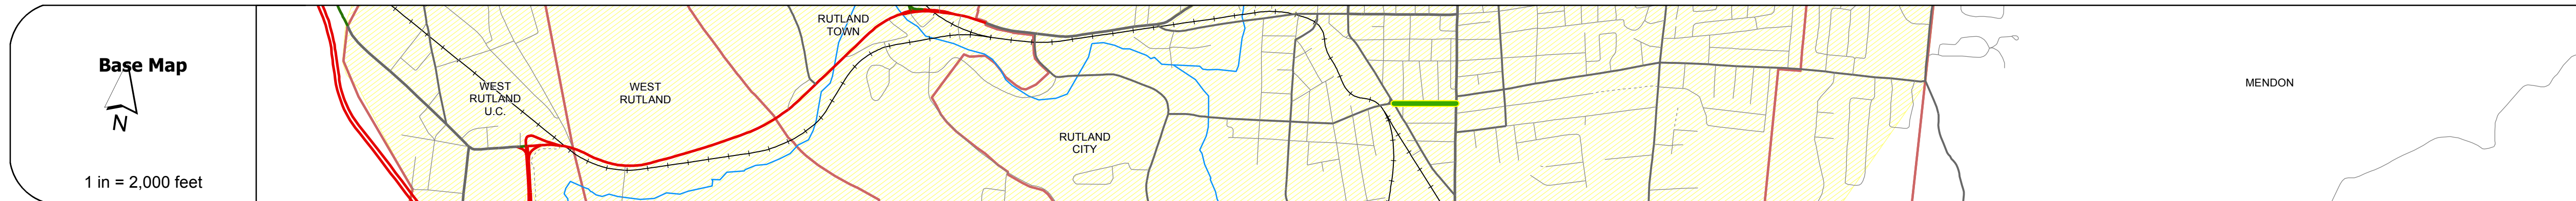 Base Map
N
1 in = 2,000 feet
RUTLAND
TOWN
WEST
RUTLAND
U.C.
WEST
RUTLAND
RUTLAND
CITY
MENDON